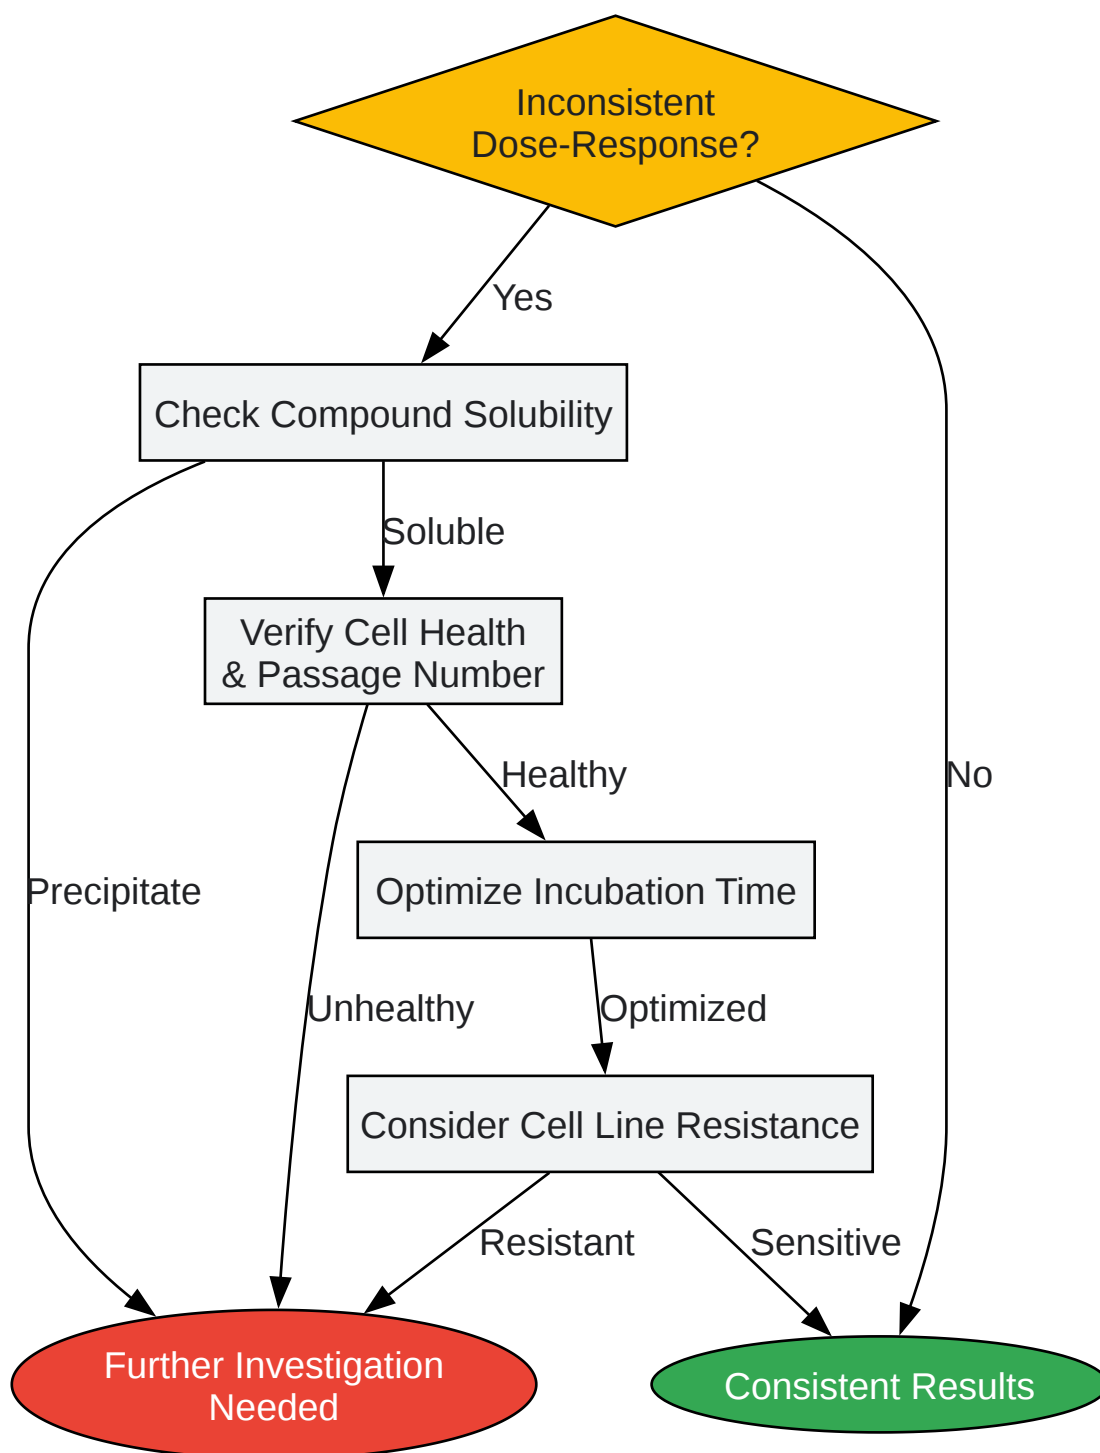 Inconsistent
Dose-Response?
Yes
Check Compound Solubility
Soluble
Verify Cell Health
& Passage Number
Healthy
No
Precipitate
Optimize Incubation Time
Unhealthy
Optimized
Consider Cell Line Resistance
Resistant
Sensitive
Further Investigation
Needed
Consistent Results